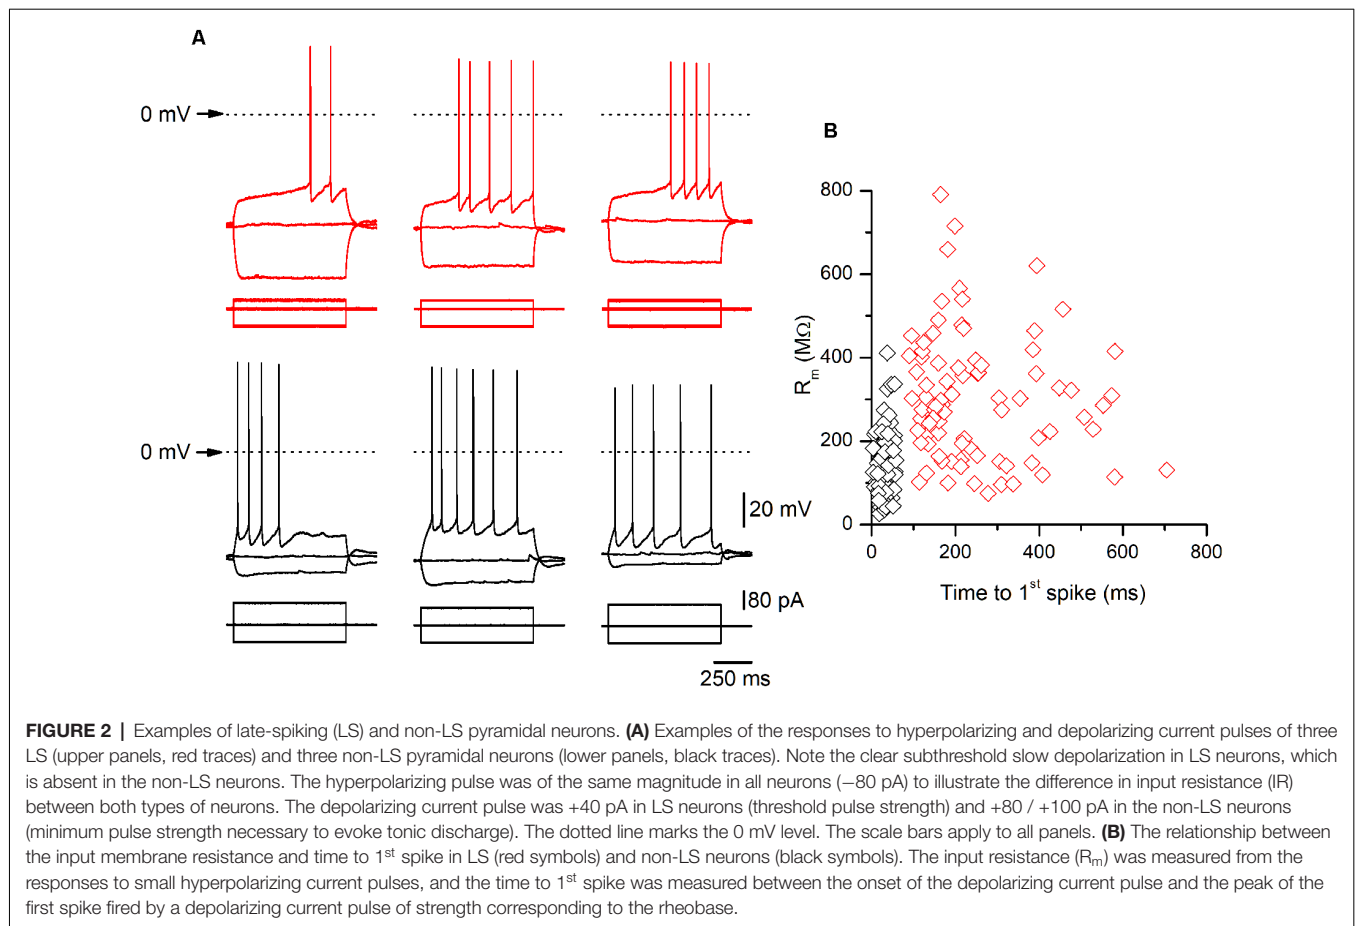 A
0 mV
0 mV
20 mV
80 pA
250 ms
B
800
600
400
200
0
R_m (MΩ)
0 200 400 600 800
Time to 1st spike (ms)
FIGURE 2 | Examples of late-spiking (LS) and non-LS pyramidal neurons. (A) Examples of the responses to hyperpolarizing and depolarizing current pulses of three
LS (upper panels, red traces) and three non-LS pyramidal neurons (lower panels, black traces). Note the clear subthreshold slow depolarization in LS neurons, which
is absent in the non-LS neurons. The hyperpolarizing pulse was of the same magnitude in all neurons (−80 pA) to illustrate the difference in input resistance (IR)
between both types of neurons. The depolarizing current pulse was +40 pA in LS neurons (threshold pulse strength) and +80 / +100 pA in the non-LS neurons
(minimum pulse strength necessary to evoke tonic discharge). The dotted line marks the 0 mV level. The scale bars apply to all panels. (B) The relationship between
the input membrane resistance and time to 1st spike in LS (red symbols) and non-LS neurons (black symbols). The input resistance (Rm) was measured from the
responses to small hyperpolarizing current pulses, and the time to 1st spike was measured between the onset of the depolarizing current pulse and the peak of the
first spike fired by a depolarizing current pulse of strength corresponding to the rheobase.